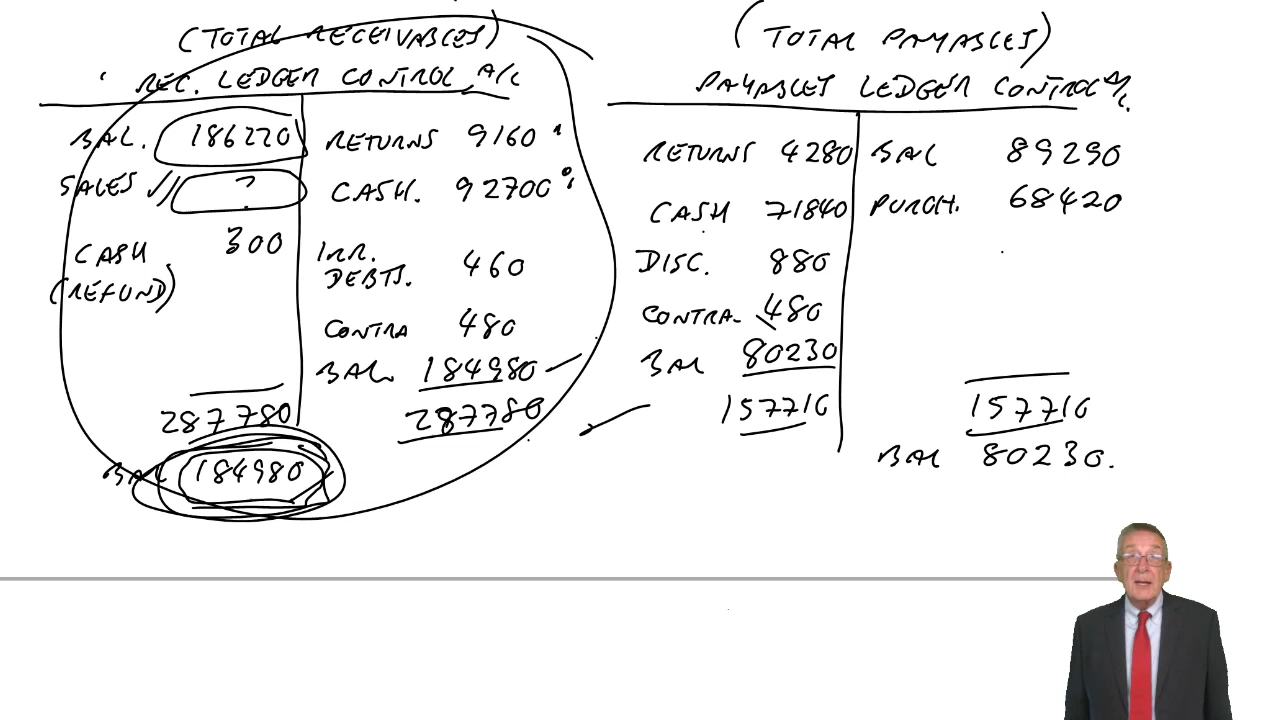 (TOTAL RECEIVABLES)
REC. LEDGER CONTROL A/C
BAL. 186220 RETURNS 9160
SALES ? CASH. 92700
CASH 300 IRR.
(REFUND) DEBTS. 460
CONTRA 480
BAL. 184980
287780 287780
BAL 184980
(TOTAL PAYABLES)
PAYABLES LEDGER CONTROL A/C.
RETURNS 4280 BAL 89290
CASH 71840 PURCH. 68420
DISC. 880
CONTRA. 480
BAL 80230
157710 157710
BAL 80230.